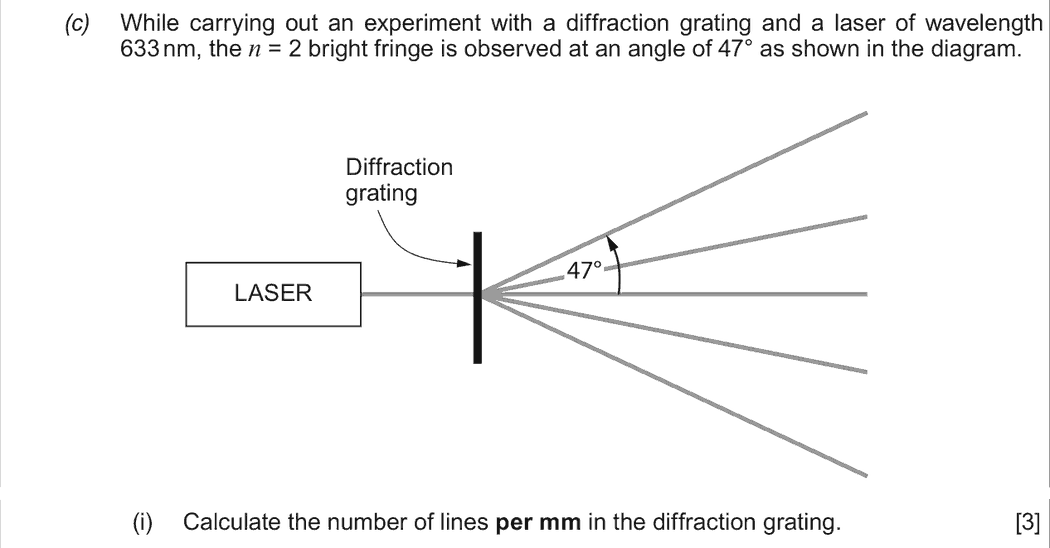 (c) While carrying out an experiment with a diffraction grating and a laser of wavelength
633 nm, the n = 2 bright fringe is observed at an angle of 47° as shown in the diagram.
Diffraction
grating
47°
LASER
(i) Calculate the number of lines per mm in the diffraction grating. [3]